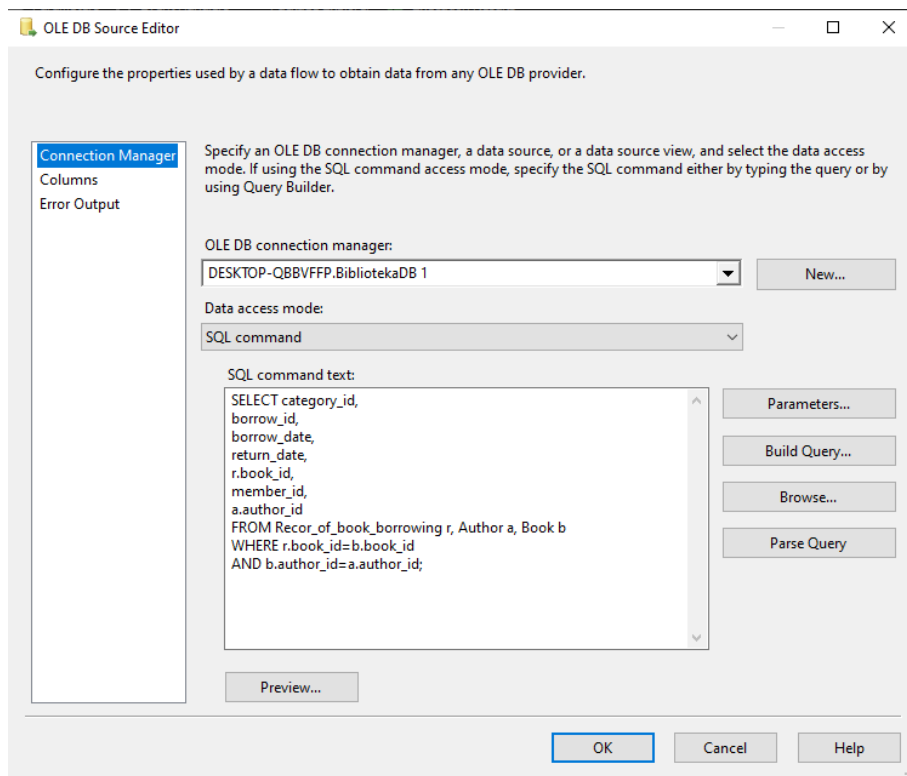 OLE DB Source Editor
Configure the properties used by a data flow to obtain data from any OLE DB provider.
Connection Manager
Columns
Error Output
Specify an OLE DB connection manager, a data source, or a data source view, and select the data access
mode. If using the SQL command access mode, specify the SQL command either by typing the query or by
using Query Builder.
OLE DB connection manager:
DESKTOP-QBBVFFP.BibliotekaDB 1
New...
Data access mode:
SQL command
SQL command text:
SELECT category_id,
borrow_id,
borrow_date,
return_date,
r.book_id,
member_id,
a.author_id
FROM Recor_of_book_borrowing r, Author a, Book b
WHERE r.book_id=b.book_id
AND b.author_id=a.author_id;
Parameters...
Build Query...
Browse...
Parse Query
Preview...
OK
Cancel
Help